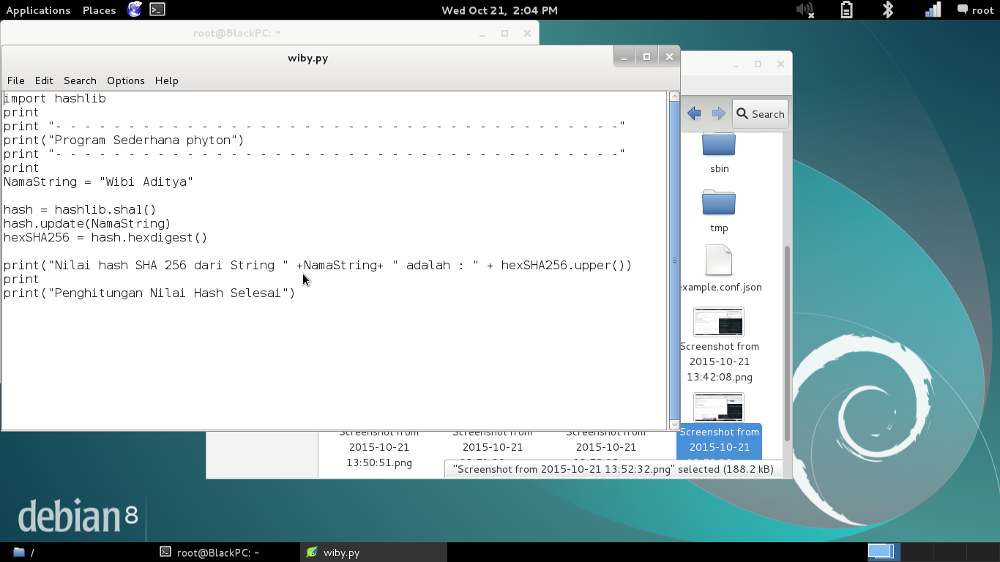 Applications Places Wed Oct 21, 2:04 PM root
root@BlackPC: ~
wiby.py
File Edit Search Options Help
import hashlib
print
print "- - - - - - - - - - - - - - - - - - - - - - - - - - - - - - - - - - - - - - -"
print("Program Sederhana phyton")
print "- - - - - - - - - - - - - - - - - - - - - - - - - - - - - - - - - - - - - - -"
print
NamaString = "Wibi Aditya"
hash = hashlib.sha1()
hash.update(NamaString)
hexSHA256 = hash.hexdigest()
print("Nilai hash SHA 256 dari String " +NamaString+ " adalah : " + hexSHA256.upper())
print
print("Penghitungan Nilai Hash Selesai")
Search
sbin
tmp
example.conf.json
Screenshot from
2015-10-21
13:42:08.png
Screenshot from
2015-10-21
13:50:51.png
Screenshot from
2015-10-21
Screenshot from
2015-10-21
Screenshot from
2015-10-21
"Screenshot from 2015-10-21 13:52:32.png" selected (188.2 kB)
debian 8
/ root@BlackPC: ~ wiby.py